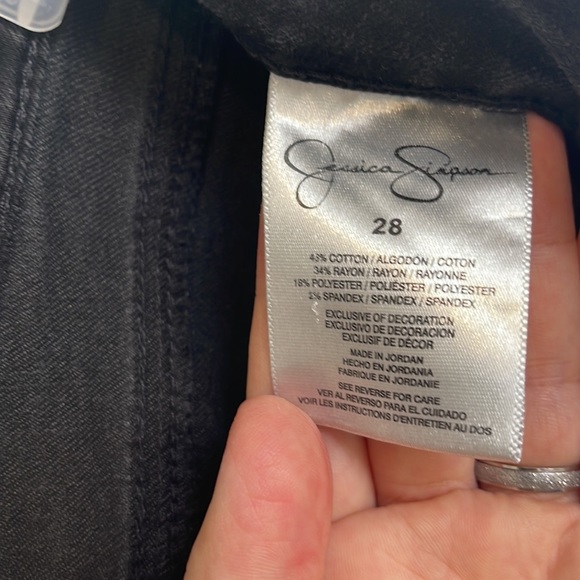 Jessica Simpson
28
COTTON / ALGODÓN / COTON
34% RAYON / RAYON / RAYONNE
18% POLYESTER / POLIÉSTER / POLYESTER
SPANDEX / SPANDEX / SPANDEX
EXCLUSIVE OF DECORATION
EXCLUSIVO DE DECORACION
EXCLUSIF DE DÉCOR
MADE IN JORDAN
HECHO EN JORDANIA
FABRIQUE EN JORDANIE
SEE REVERSE FOR CARE
VER AL REVERSO PARA EL CUIDADO
VOIR LES INSTRUCTIONS D'ENTRETIEN AU DOS